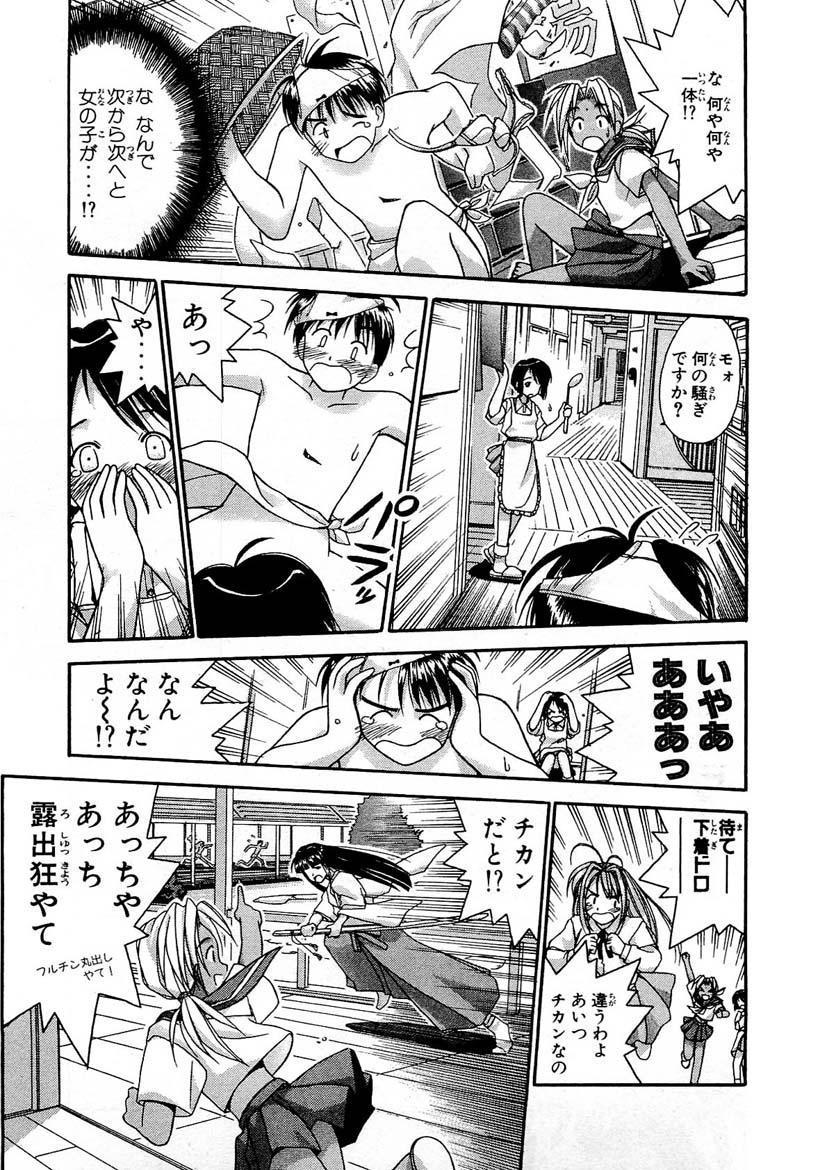 な 何や何や
一体!?
な なんで
次から次へと
女の子が‥‥!?
モォ
何の騒ぎ
ですか?
あっ
パッ
や‥‥
いやあ
あああっ
なん
なんだ
よ〜!?
待て──
下着ドロ──
違うわよ
あいつ
チカンなの
チカン
だと!?
あっちや
あっち
露出狂やて
フルチン丸出し
やて!